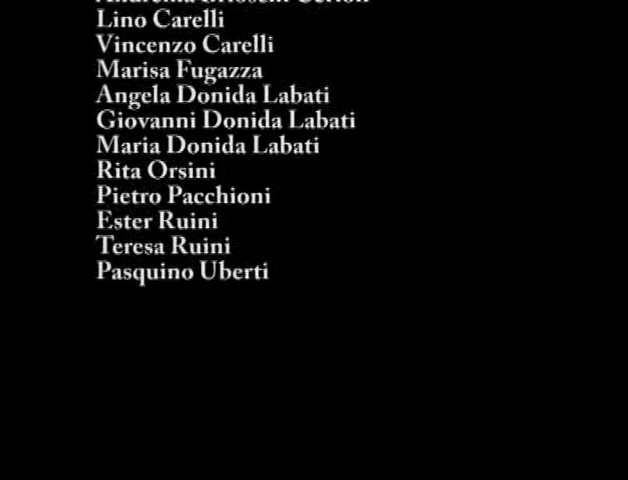 Lino Carelli
Vincenzo Carelli
Marisa Fugazza
Angela Donida Labati
Giovanni Donida Labati
Maria Donida Labati
Rita Orsini
Pietro Pacchioni
Ester Ruini
Teresa Ruini
Pasquino Uberti